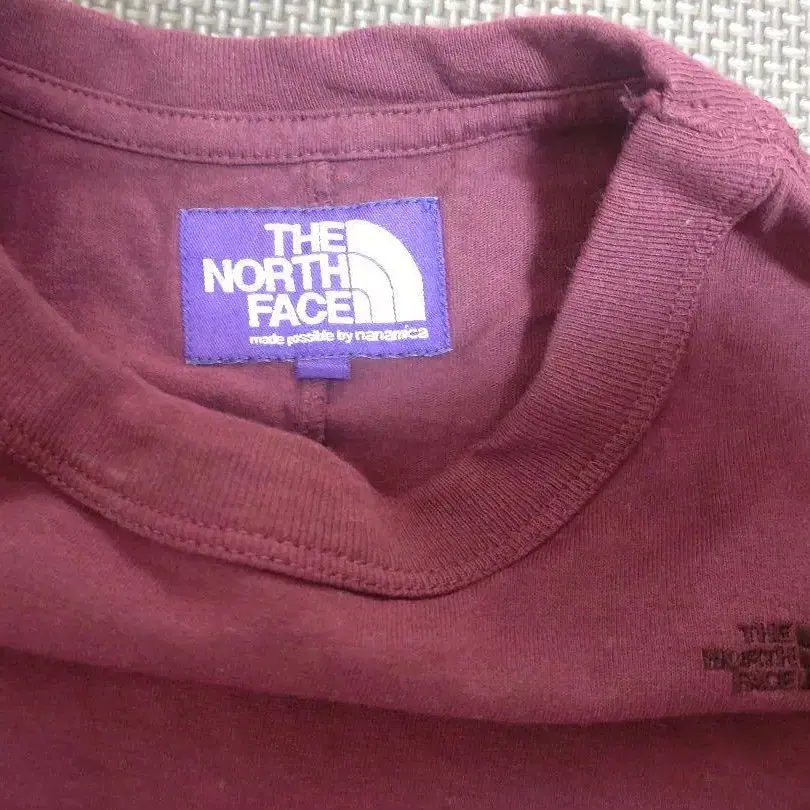 THE
NORTH
FACE
made possible by nanamica
THE
NORTH
FACE